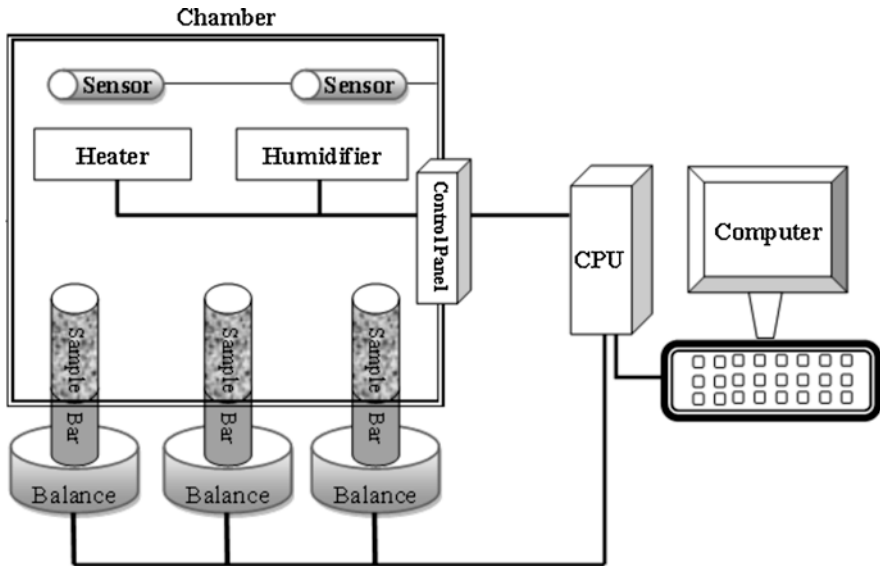 Chamber
Sensor
Sensor
Heater
Humidifier
Control Panel
CPU
Computer
Sample
Sample
Sample
Bar
Bar
Bar
Balance
Balance
Balance